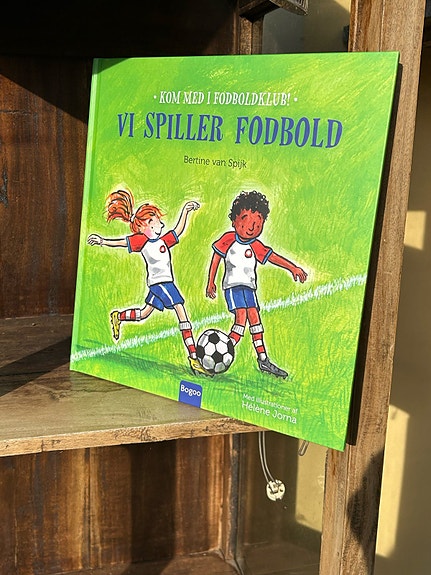 • KOM MED I FODBOLDKLUB! •
VI SPILLER FODBOLD
Bertine van Spijk
Bogoo
Med illustrationer af
Hélène Jorna